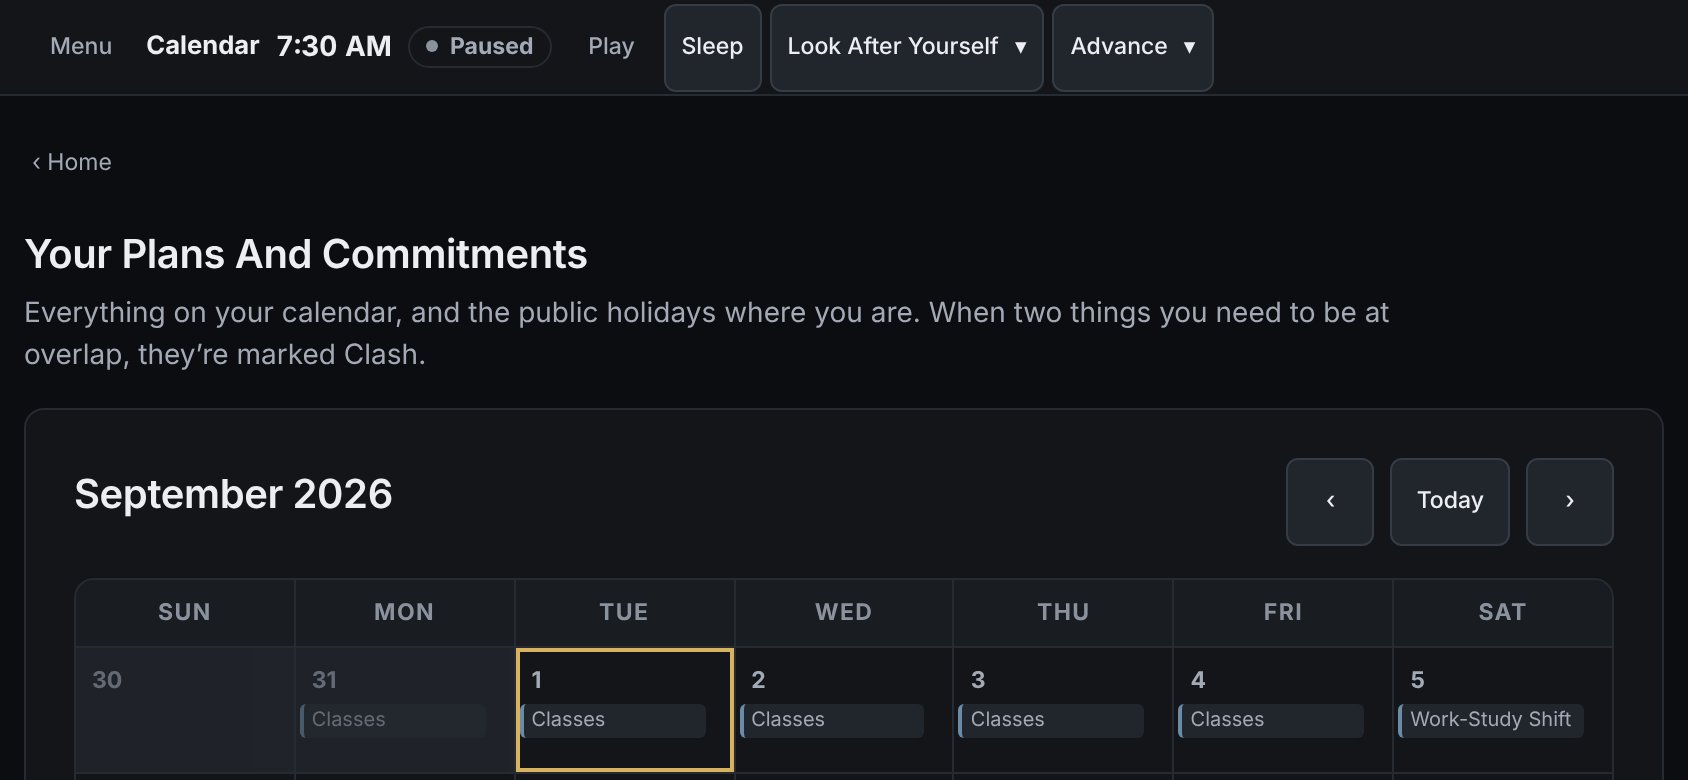 Menu Calendar 7:30 AM Paused Play Sleep Look After Yourself ▼ Advance ▼
‹ Home
Your Plans And Commitments
Everything on your calendar, and the public holidays where you are. When two things you need to be at
overlap, they’re marked Clash.
September 2026
‹ Today ›
SUN MON TUE WED THU FRI SAT
30 31 1 2 3 4 5
Classes Classes Classes Classes Classes Work-Study Shift